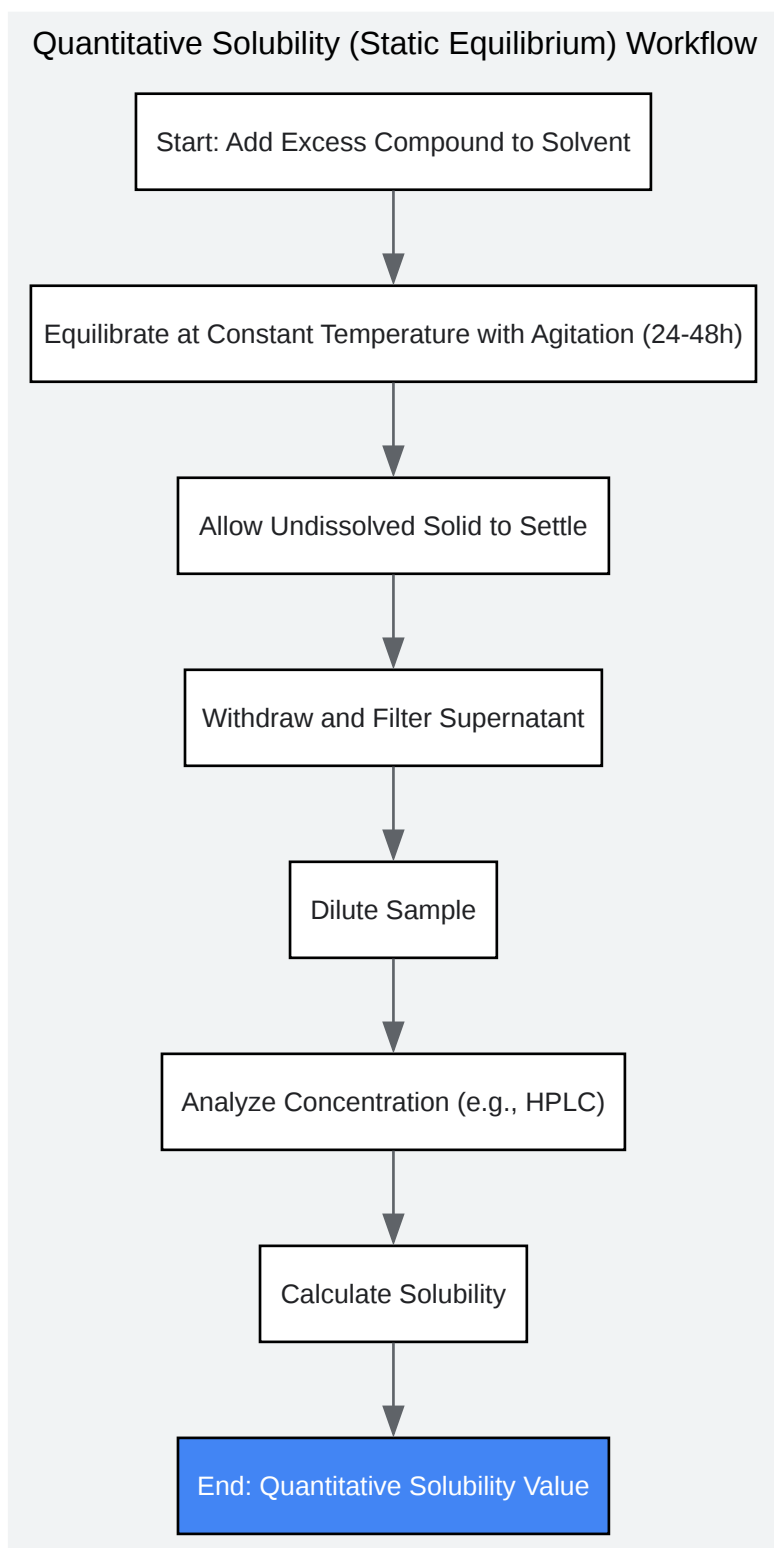 Quantitative Solubility (Static Equilibrium) Workflow
Start: Add Excess Compound to Solvent
Equilibrate at Constant Temperature with Agitation (24-48h)
Allow Undissolved Solid to Settle
Withdraw and Filter Supernatant
Dilute Sample
Analyze Concentration (e.g., HPLC)
Calculate Solubility
End: Quantitative Solubility Value